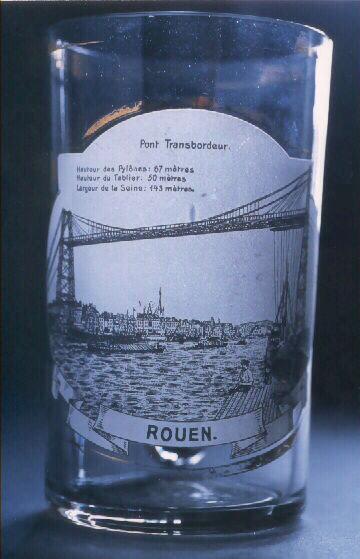 Pont Transbordeur.
Hauteur des Pylônes: 67 mètres
Hauteur du Tablier: 50 mètres
Largeur de la Seine: 143 mètres.
ROUEN.